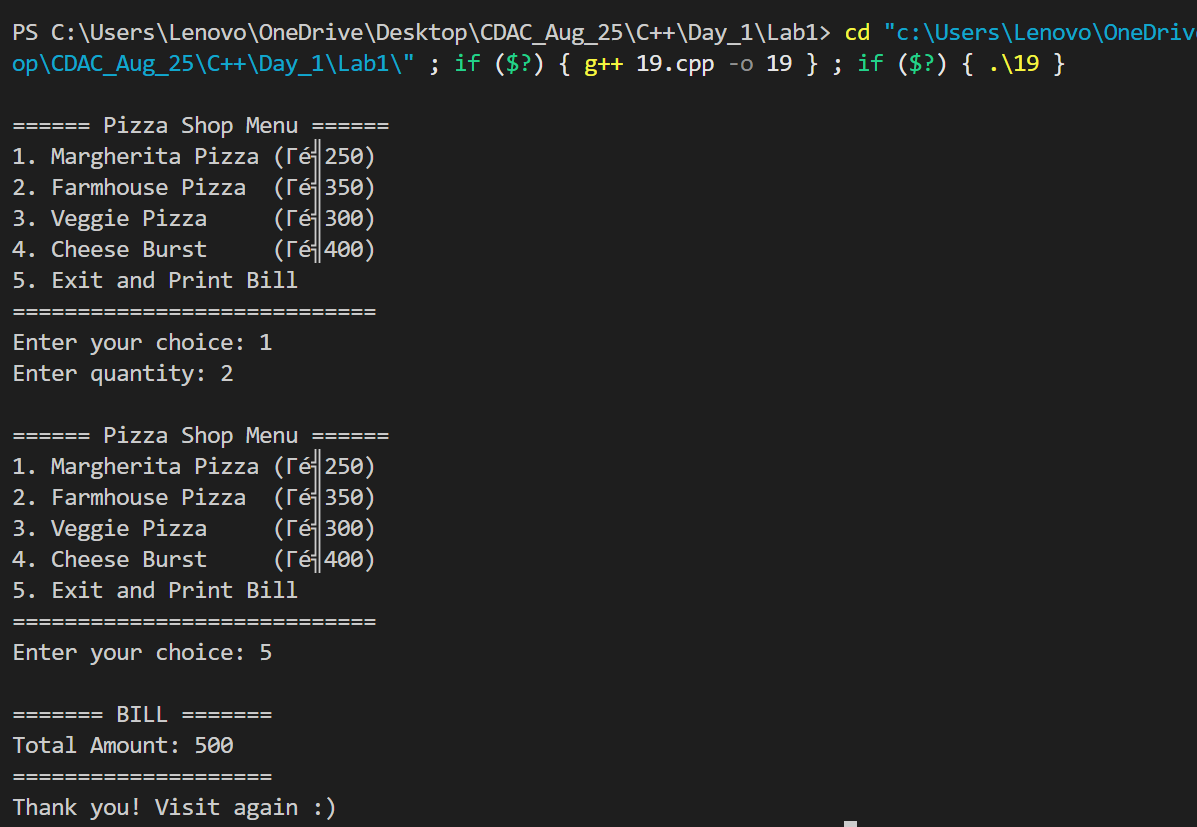 PS C:\Users\Lenovo\OneDrive\Desktop\CDAC_Aug_25\C++\Day_1\Lab1> cd "c:\Users\Lenovo\OneDriv
op\CDAC_Aug_25\C++\Day_1\Lab1\" ; if ($?) { g++ 19.cpp -o 19 } ; if ($?) { .\19 }
====== Pizza Shop Menu ======
1. Margherita Pizza (Γé╣250)
2. Farmhouse Pizza  (Γé╣350)
3. Veggie Pizza     (Γé╣300)
4. Cheese Burst     (Γé╣400)
5. Exit and Print Bill
============================
Enter your choice: 1
Enter quantity: 2
====== Pizza Shop Menu ======
1. Margherita Pizza (Γé╣250)
2. Farmhouse Pizza  (Γé╣350)
3. Veggie Pizza     (Γé╣300)
4. Cheese Burst     (Γé╣400)
5. Exit and Print Bill
============================
Enter your choice: 5
======= BILL =======
Total Amount: 500
====================
Thank you! Visit again :)